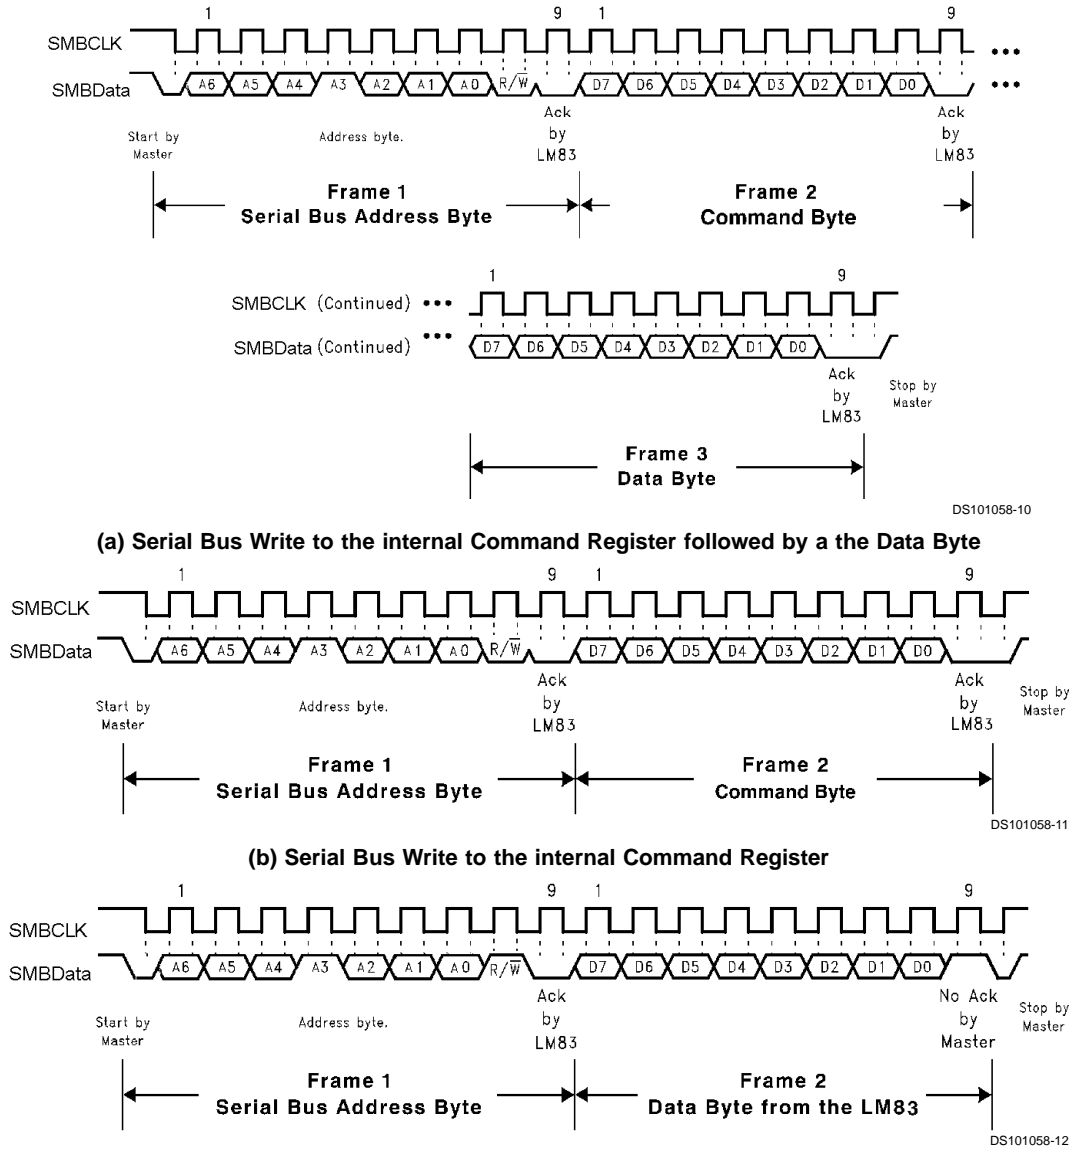 1 9 1 9
SMBCLK •••
SMBData A6 A5 A4 A3 A2 A1 A0 R/W̅ D7 D6 D5 D4 D3 D2 D1 D0 •••
Start by Master
Address byte.
Ack by LM83
Ack by LM83
Frame 1
Serial Bus Address Byte
Frame 2
Command Byte
1 9
SMBCLK (Continued) •••
SMBData (Continued) ••• D7 D6 D5 D4 D3 D2 D1 D0
Ack by LM83
Stop by Master
Frame 3
Data Byte
DS101058-10
(a) Serial Bus Write to the internal Command Register followed by a the Data Byte
1 9 1 9
SMBCLK
SMBData A6 A5 A4 A3 A2 A1 A0 R/W̅ D7 D6 D5 D4 D3 D2 D1 D0
Start by Master
Address byte.
Ack by LM83
Ack by LM83
Stop by Master
Frame 1
Serial Bus Address Byte
Frame 2
Command Byte
DS101058-11
(b) Serial Bus Write to the internal Command Register
1 9 1 9
SMBCLK
SMBData A6 A5 A4 A3 A2 A1 A0 R/W̅ D7 D6 D5 D4 D3 D2 D1 D0
Start by Master
Address byte.
Ack by LM83
No Ack by Master
Stop by Master
Frame 1
Serial Bus Address Byte
Frame 2
Data Byte from the LM83
DS101058-12